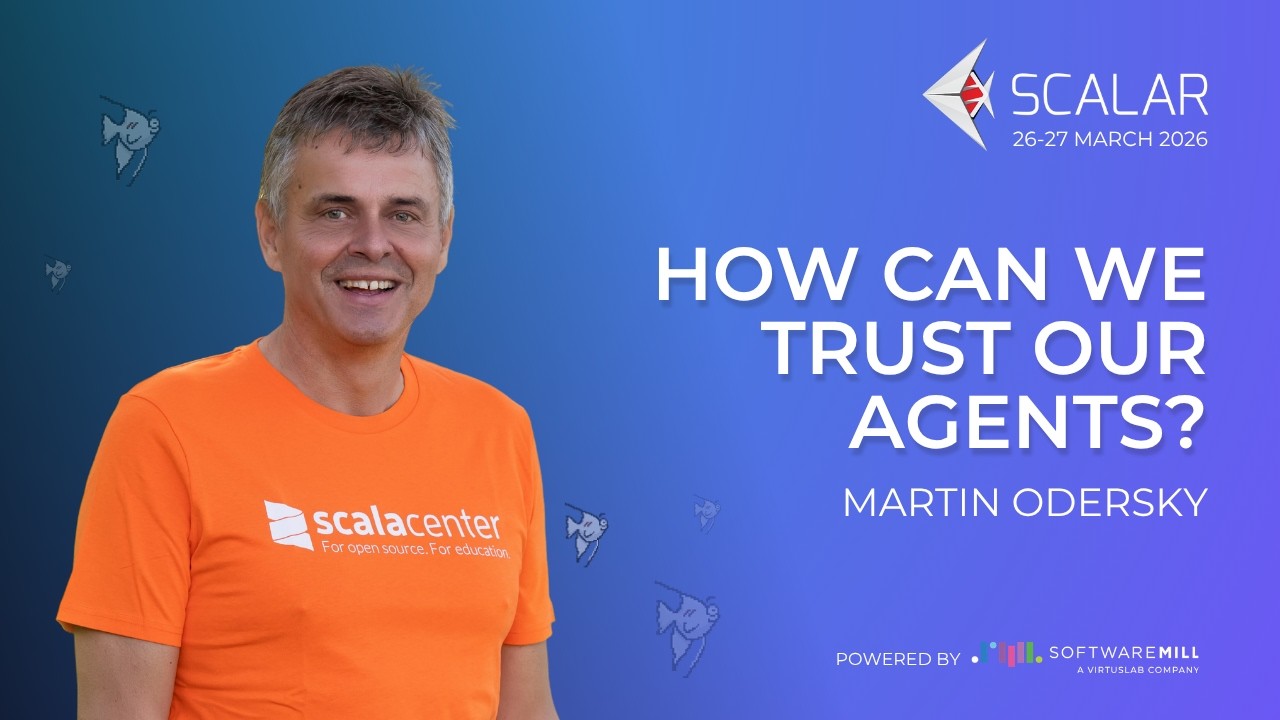 SCALAR
26-27 MARCH 2026
HOW CAN WE
TRUST OUR
AGENTS?
MARTIN ODERSKY
scalacenter
For open source. For education.
POWERED BY
SOFTWAREMILL
A VIRTUSLAB COMPANY